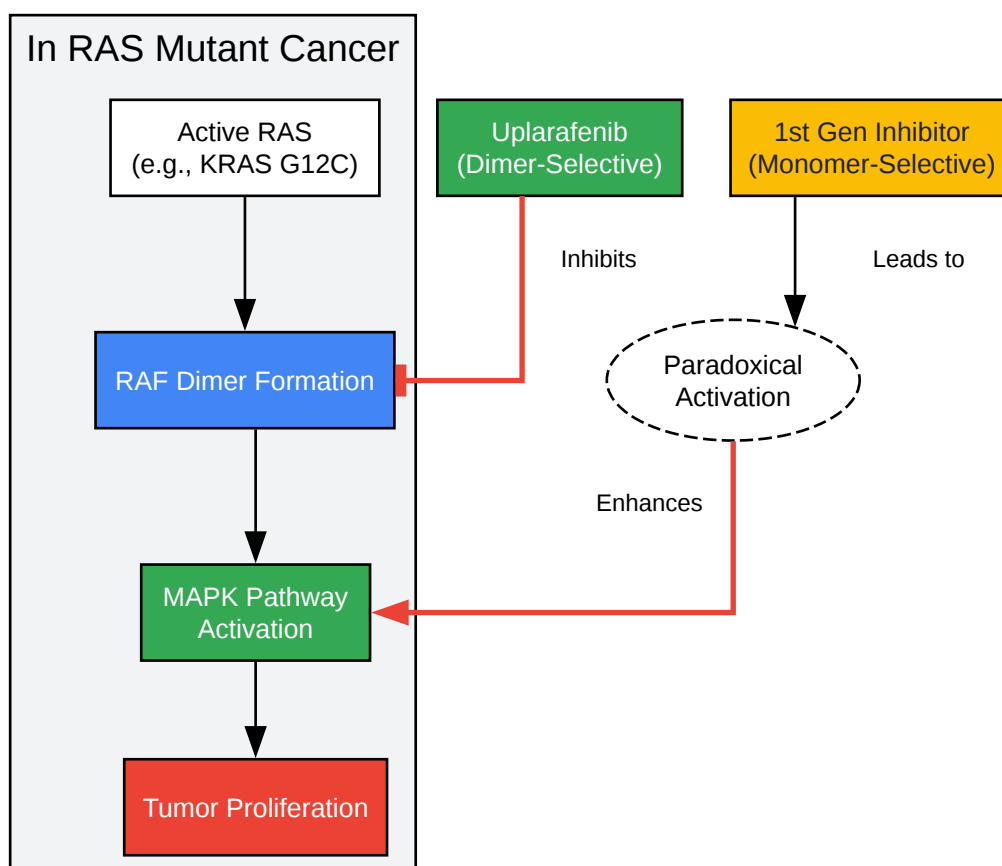 In RAS Mutant Cancer
Active RAS
(e.g., KRAS G12C)
Uplarafenib
(Dimer-Selective)
1st Gen Inhibitor
(Monomer-Selective)
Inhibits
Leads to
RAF Dimer Formation
Paradoxical
Activation
Enhances
MAPK Pathway
Activation
Tumor Proliferation